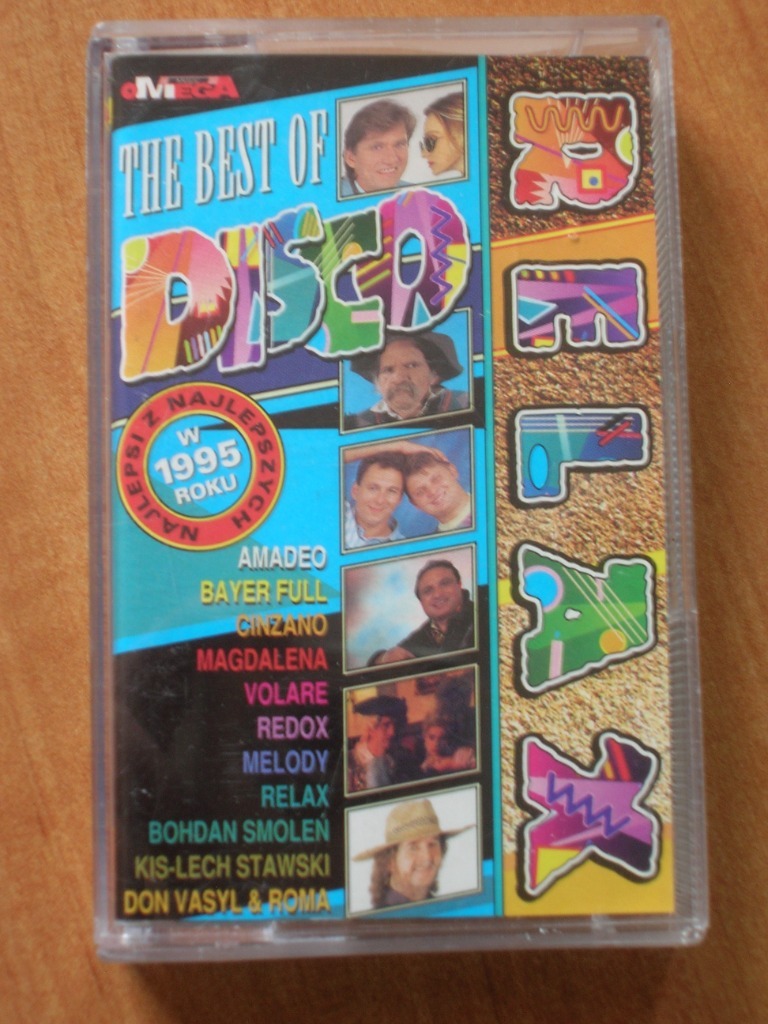 OMEGA
THE BEST OF
DISCO
RELAX
NAJLEPSI Z NAJLEPSZYCH
W
1995
ROKU
AMADEO
BAYER FULL
CINZANO
MAGDALENA
VOLARE
REDOX
MELODY
RELAX
BOHDAN SMOLEŃ
KIS-LECH STAWSKI
DON VASYL & ROMA